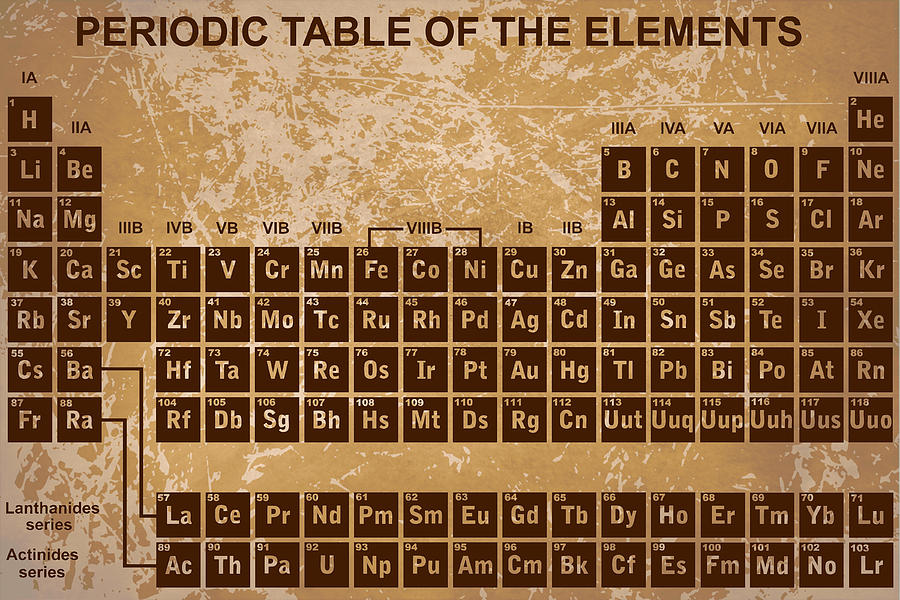 PERIODIC TABLE OF THE ELEMENTS
IA VIIIA
1 H 2 He
IIA IIIA IVA VA VIA VIIA
3 Li 4 Be 5 B 6 C 7 N 8 O 9 F 10 Ne
11 Na 12 Mg 13 Al 14 Si 15 P 16 S 17 Cl 18 Ar
IIIB IVB VB VIB VIIB VIIIB IB IIB
19 K 20 Ca 21 Sc 22 Ti 23 V 24 Cr 25 Mn 26 Fe 27 Co 28 Ni 29 Cu 30 Zn 31 Ga 32 Ge 33 As 34 Se 35 Br 36 Kr
37 Rb 38 Sr 39 Y 40 Zr 41 Nb 42 Mo 43 Tc 44 Ru 45 Rh 46 Pd 47 Ag 48 Cd 49 In 50 Sn 51 Sb 52 Te 53 I 54 Xe
55 Cs 56 Ba 72 Hf 73 Ta 74 W 75 Re 76 Os 77 Ir 78 Pt 79 Au 80 Hg 81 Tl 82 Pb 83 Bi 84 Po 85 At 86 Rn
87 Fr 88 Ra 104 Rf 105 Db 106 Sg 107 Bh 108 Hs 109 Mt 110 Ds 111 Rg 112 Cn 113 Uut 114 Uuq 115 Uup 116 Uuh 117 Uus 118 Uuo
Lanthanides
series
57 La 58 Ce 59 Pr 60 Nd 61 Pm 62 Sm 63 Eu 64 Gd 65 Tb 66 Dy 67 Ho 68 Er 69 Tm 70 Yb 71 Lu
Actinides
series
89 Ac 90 Th 91 Pa 92 U 93 Np 94 Pu 95 Am 96 Cm 97 Bk 98 Cf 99 Es 100 Fm 101 Md 102 No 103 Lr